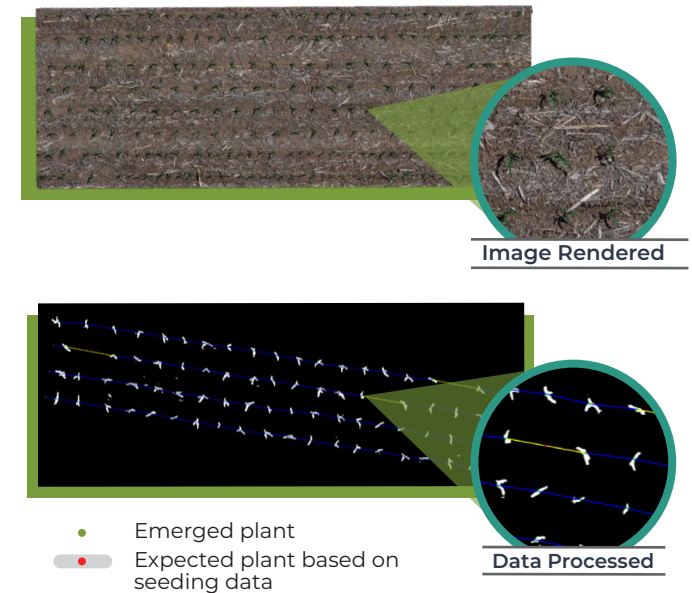 Image Rendered
Data Processed
Emerged plant
Expected plant based on
seeding data